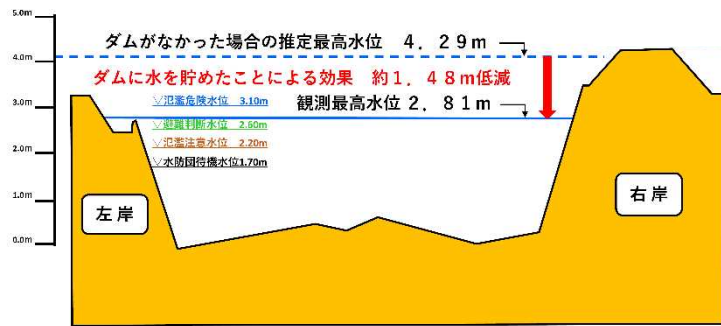 5.0m
ダムがなかった場合の推定最高水位 4．29m
4.0m
ダムに水を貯めたことによる効果 約1．48m低減
▽氾濫危険水位 3.10m
観測最高水位2．81m
3.0m
▽避難判断水位 2.60m
▽氾濫注意水位 2.20m
2.0m
▽水防団待機水位1.70m
1.0m
左岸
右岸
0.0m